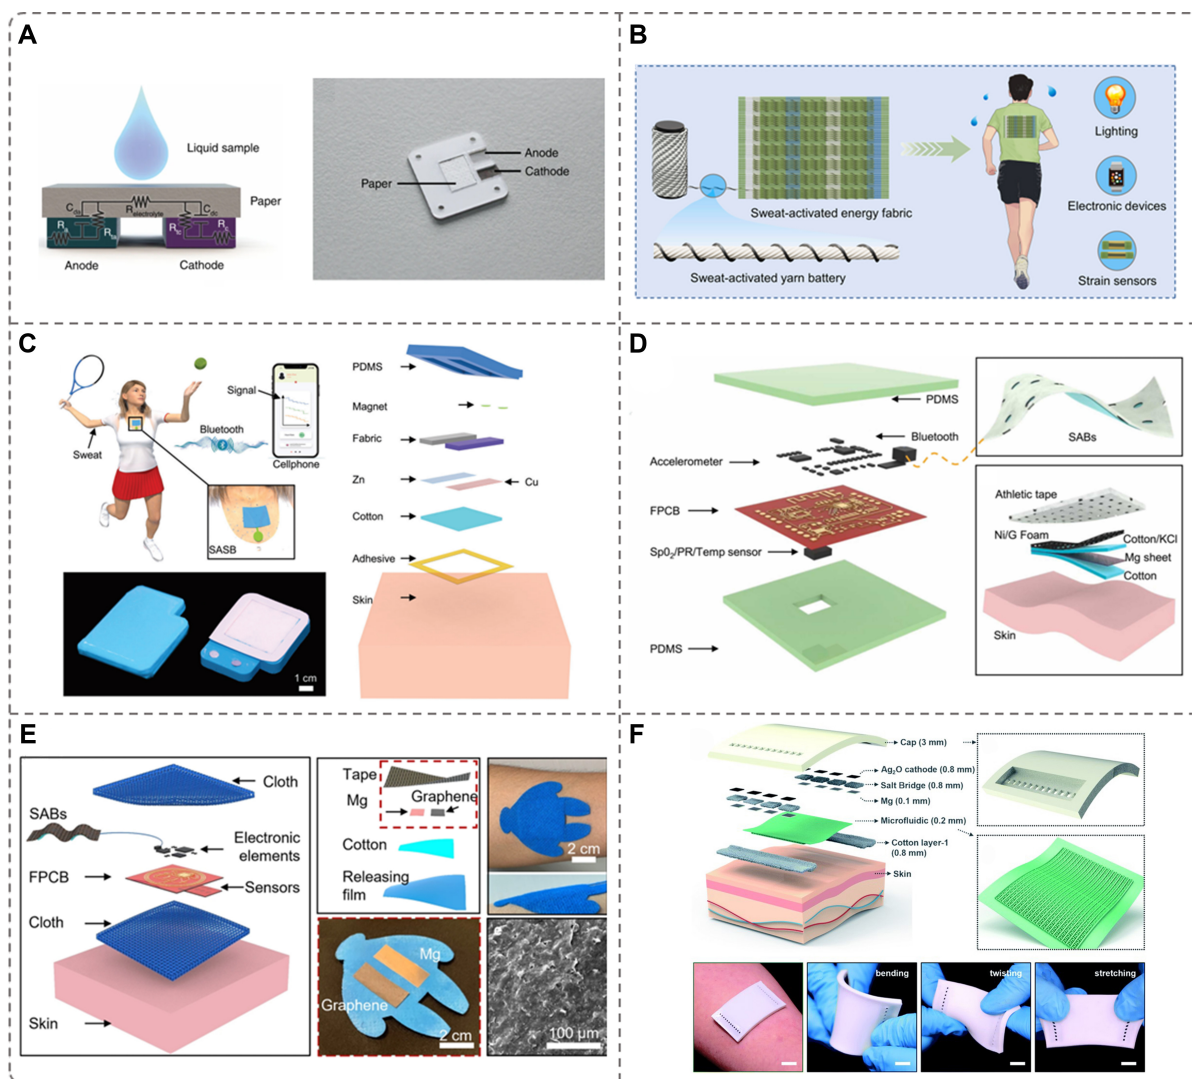 A
Liquid sample
Paper
C_da
R_electrolyte
C_dc
Anode
Cathode
Paper
Anode
Cathode
B
Sweat-activated energy fabric
Sweat-activated yarn battery
Lighting
Electronic devices
Strain sensors
C
Sweat
Bluetooth
Signal
Cellphone
SASB
1 cm
PDMS
Magnet
Fabric
Zn
Cu
Cotton
Adhesive
Skin
D
PDMS
Bluetooth
Accelerometer
FPCB
Sp0₂/PR/Temp sensor
PDMS
SABs
Athletic tape
Ni/G Foam
Cotton/KCl
Mg sheet
Cotton
Skin
E
Cloth
SABs
Electronic
elements
FPCB
Sensors
Cloth
Skin
Tape
Mg
Graphene
Cotton
Releasing
film
2 cm
Mg
Graphene
2 cm
100 μm
F
Cap (3 mm)
Ag₂O cathode (0.8 mm)
Salt Bridge (0.8 mm)
Mg (0.1 mm)
Microfluidic (0.2 mm)
Cotton layer-1
(0.8 mm)
Skin
bending
twisting
stretching